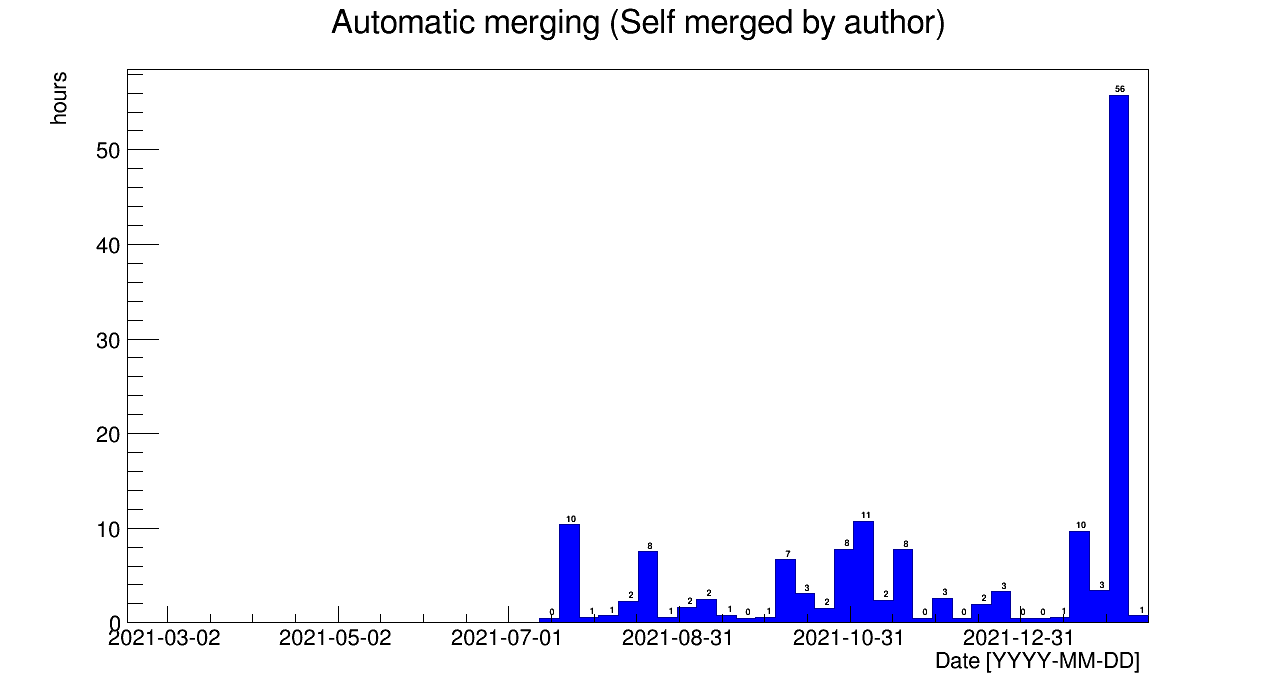 Automatic merging (Self merged by author)
hours
56
50
40
30
20
10
0
0 10 1 1 2 8 1 2 2 1 0 1 7 3 2 8 11 2 8 0 3 0 2 3 0 0 1 10 3 56 1
2021-03-02 2021-05-02 2021-07-01 2021-08-31 2021-10-31 2021-12-31
Date [YYYY-MM-DD]